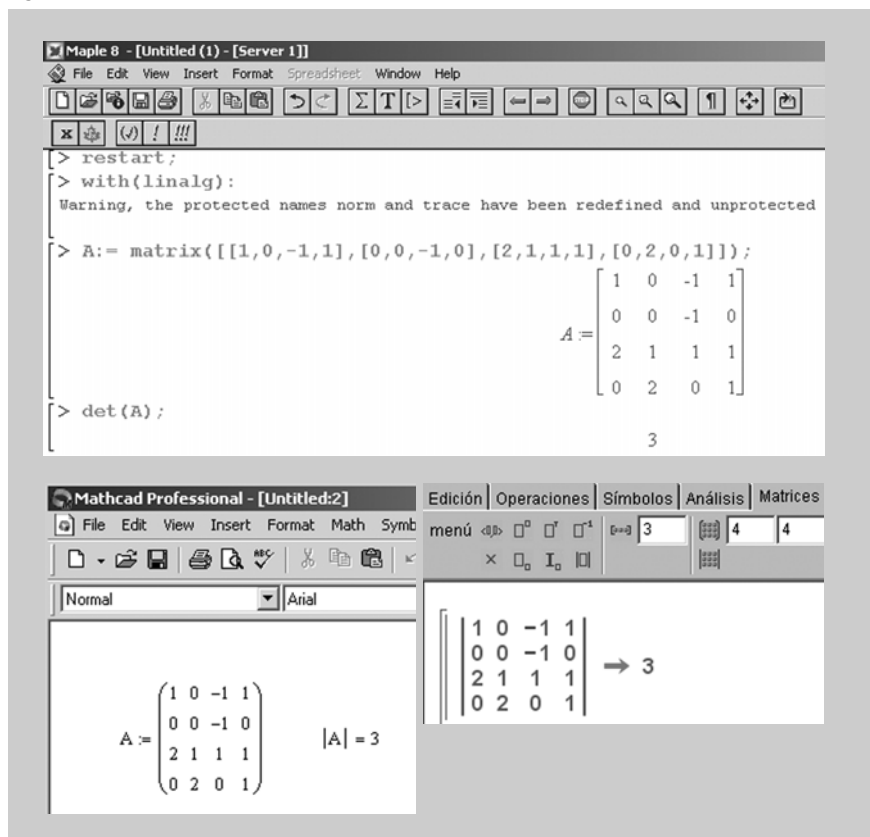 Maple 8 - [Untitled (1) - [Server 1]]
File Edit View Insert Format Spreadsheet Window Help
[> restart;
[> with(linalg):
Warning, the protected names norm and trace have been redefined and unprotected
[> A:= matrix([[1,0,-1,1],[0,0,-1,0],[2,1,1,1],[0,2,0,1]]);
A :=
1 0 -1 1
0 0 -1 0
2 1 1 1
0 2 0 1
[> det(A);
3
Mathcad Professional - [Untitled:2]
File Edit View Insert Format Math Symb
Normal Arial
A :=
1 0 -1 1
0 0 -1 0
2 1 1 1
0 2 0 1
|A| = 3
Edición Operaciones Símbolos Análisis Matrices
menú 3 4 4
1 0 -1 1
0 0 -1 0
2 1 1 1
0 2 0 1
→ 3